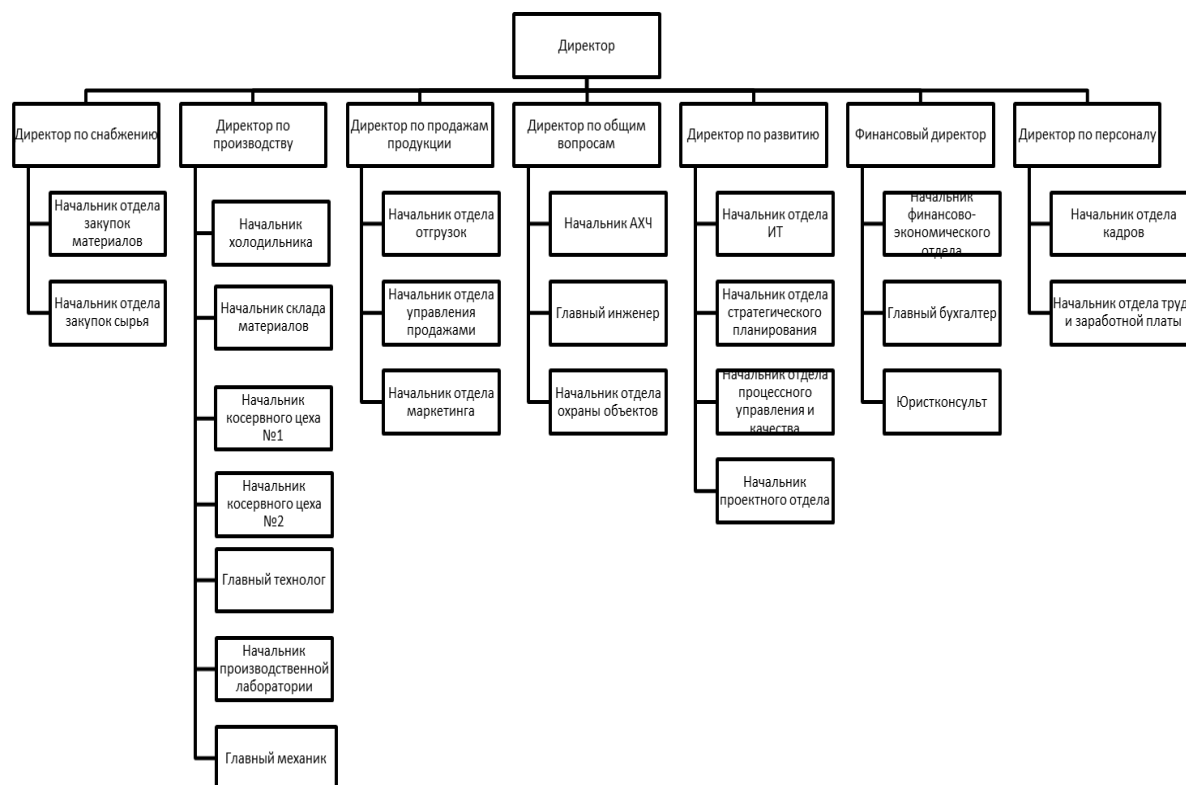 Директор
Директор по снабжению
Начальник отдела
закупок
материалов
Начальник отдела
закупок сырья
Директор по
производству
Начальник
холодильника
Начальник склада
материалов
Начальник
косервного цеха
№1
Начальник
косервного цеха
№2
Главный технолог
Начальник
производственной
лаборатории
Главный механик
Директор по продажам
продукции
Начальник отдела
отгрузок
Начальник отдела
управления
продажами
Начальник отдела
маркетинга
Директор по общим
вопросам
Начальник АХЧ
Главный инженер
Начальник отдела
охраны объектов
Директор по развитию
Начальник отдела
ИТ
Начальник отдела
стратегического
планирования
Начальник отдела
процессного
управления и
качества
Начальник
проектного отдела
Финансовый директор
Начальник
финансово-
экономического
отдела
Главный бухгалтер
Юристконсульт
Директор по персоналу
Начальник отдела
кадров
Начальник отдела труд
и заработной платы